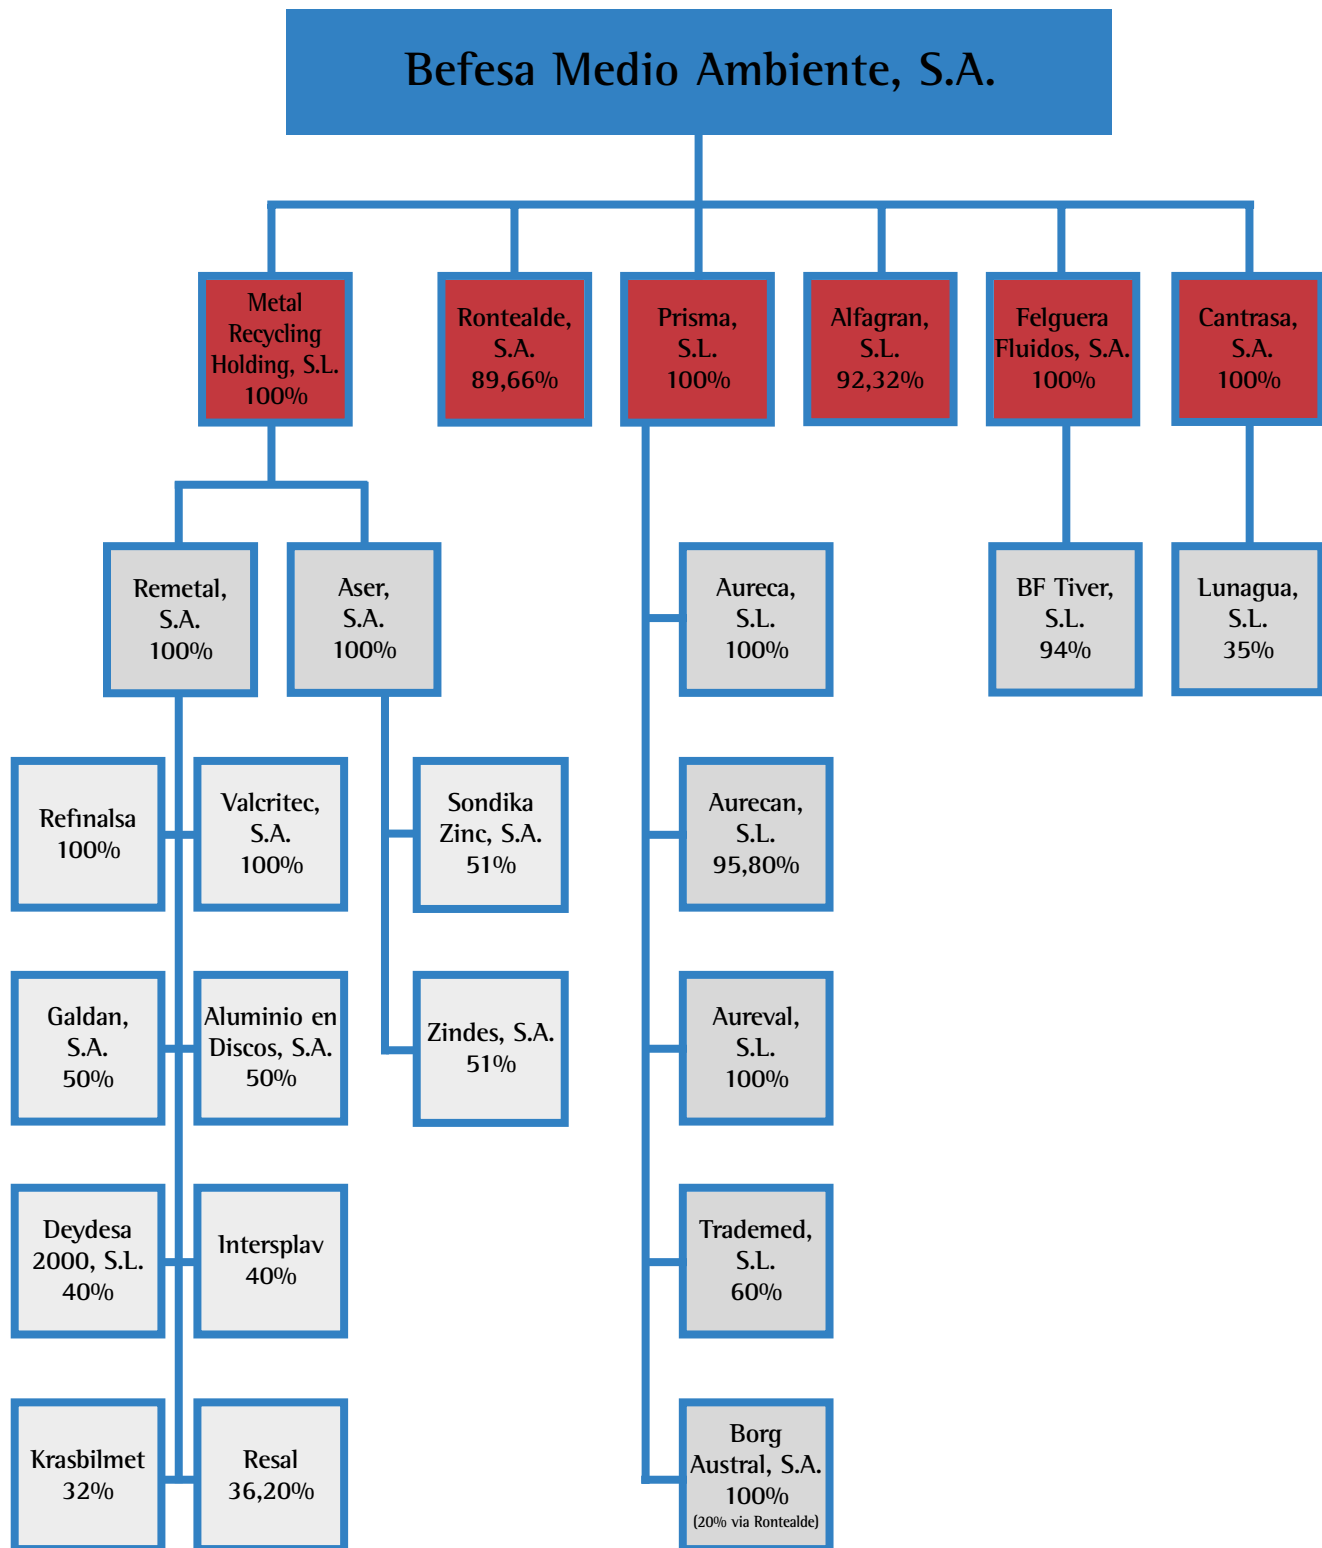 Befesa Medio Ambiente, S.A.
Metal
Recycling
Holding, S.L.
100%
Rontealde,
S.A.
89,66%
Prisma,
S.L.
100%
Alfagran,
S.L.
92,32%
Felguera
Fluidos, S.A.
100%
Cantrasa,
S.A.
100%
Remetal,
S.A.
100%
Aser,
S.A.
100%
Aureca,
S.L.
100%
BF Tiver,
S.L.
94%
Lunagua,
S.L.
35%
Refinalsa
100%
Valcritec,
S.A.
100%
Sondika
Zinc, S.A.
51%
Aurecan,
S.L.
95,80%
Galdan,
S.A.
50%
Aluminio en
Discos, S.A.
50%
Zindes, S.A.
51%
Aureval,
S.L.
100%
Deydesa
2000, S.L.
40%
Intersplav
40%
Trademed,
S.L.
60%
Krasbilmet
32%
Resal
36,20%
Borg
Austral, S.A.
100%
(20% via Rontealde)